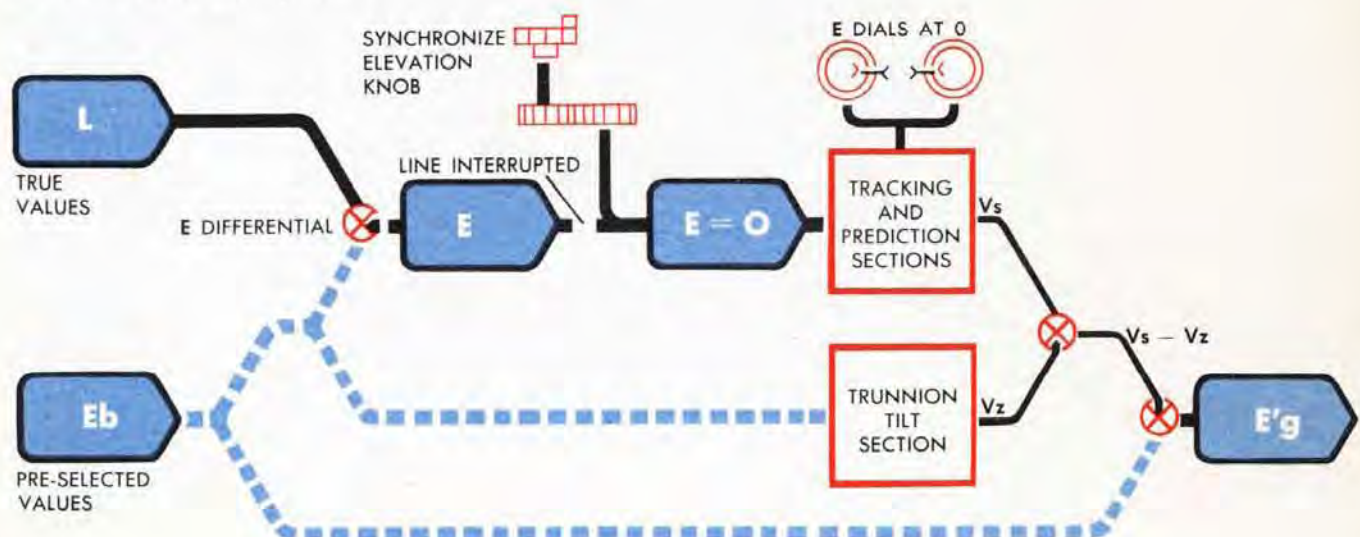 SYNCHRONIZE
ELEVATION
KNOB
E DIALS AT 0
L
TRUE
VALUES
LINE INTERRUPTED
E DIFFERENTIAL
E
E = O
TRACKING
AND
PREDICTION
SECTIONS
Vs
Vs – Vz
Eb
PRE-SELECTED
VALUES
TRUNNION
TILT
SECTION
Vz
E'g